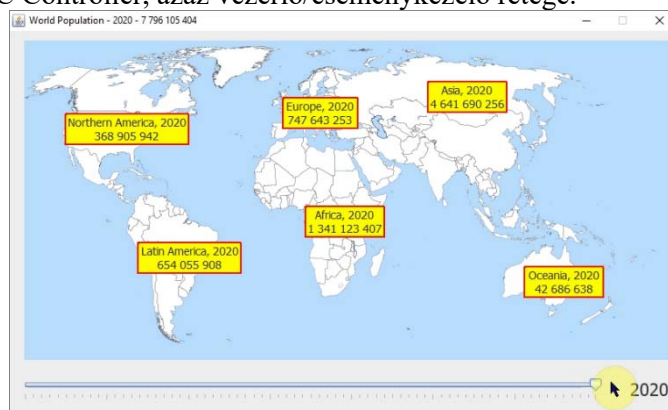 C Controller, azaz vezérlő/eseménykezelő rétege.
World Population - 2020 - 7 796 105 404
Asia, 2020
4 641 690 256
Europe, 2020
747 643 253
Northern America, 2020
368 905 942
Africa, 2020
1 341 123 407
Latin America, 2020
654 055 908
Oceania, 2020
42 686 638
2020